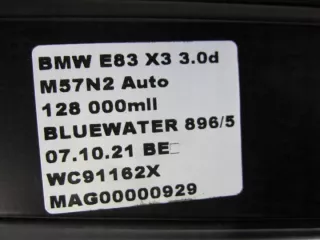 BMW E83 X3 3.0d
M57N2 Auto
128 000mll
BLUEWATER 896/5
07.10.21 BE□
WC91162X
MAG00000929